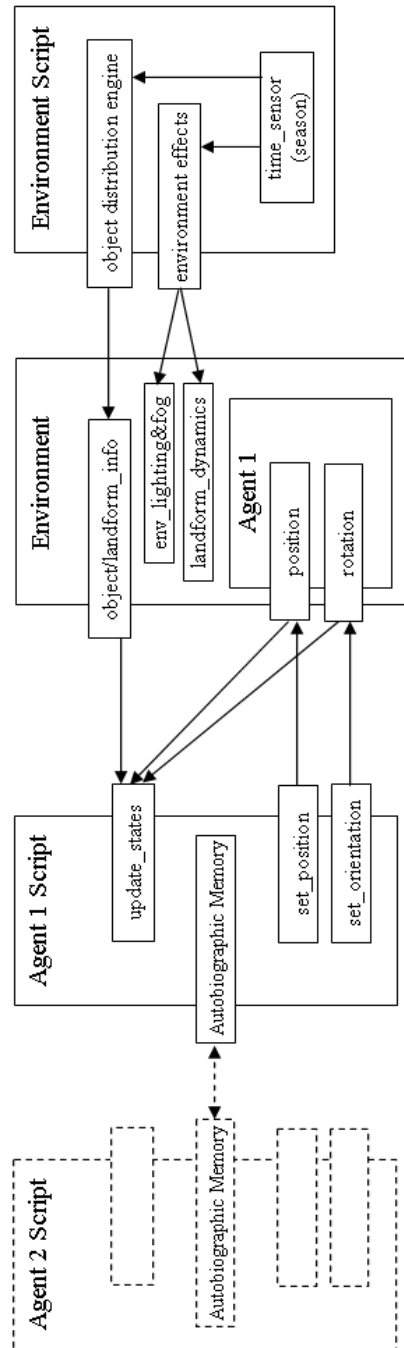 Agent 2 Script
Autobiographic Memory
Agent 1 Script
update_states
Autobiographic Memory
set_position
set_orientation
Environment
object/landform_info
env_lighting&fog
landform_dynamics
Agent 1
position
rotation
Environment Script
object distribution engine
environment effects
time_sensor
(season)